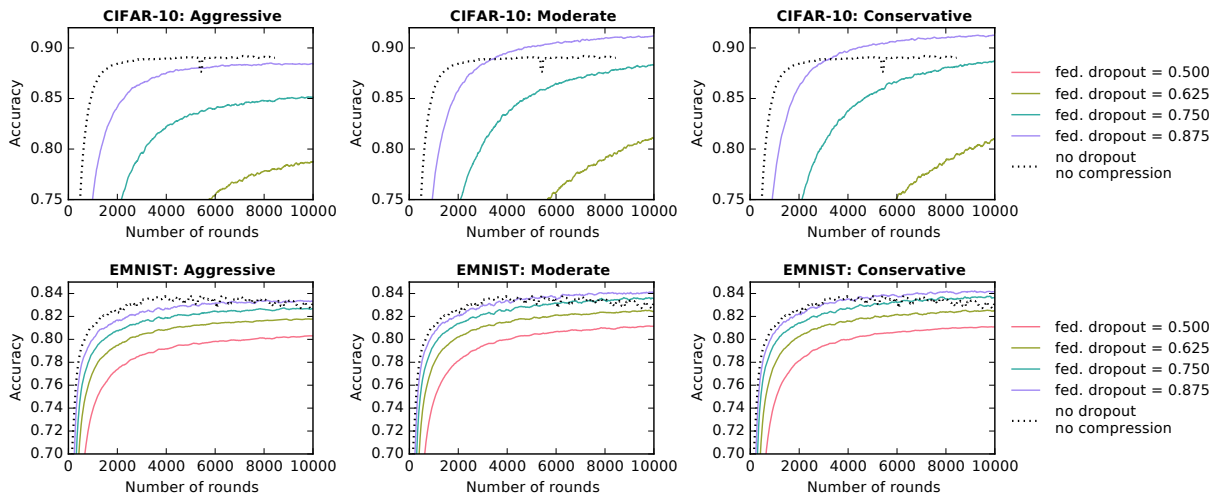 CIFAR-10: Aggressive
CIFAR-10: Moderate
CIFAR-10: Conservative
Accuracy
0.90
0.85
0.80
0.75
0 2000 4000 6000 8000 10000
Number of rounds
Accuracy
0.90
0.85
0.80
0.75
0 2000 4000 6000 8000 10000
Number of rounds
Accuracy
0.90
0.85
0.80
0.75
0 2000 4000 6000 8000 10000
Number of rounds
fed. dropout = 0.500
fed. dropout = 0.625
fed. dropout = 0.750
fed. dropout = 0.875
no dropout
no compression
EMNIST: Aggressive
EMNIST: Moderate
EMNIST: Conservative
Accuracy
0.84
0.82
0.80
0.78
0.76
0.74
0.72
0.70
0 2000 4000 6000 8000 10000
Number of rounds
Accuracy
0.84
0.82
0.80
0.78
0.76
0.74
0.72
0.70
0 2000 4000 6000 8000 10000
Number of rounds
Accuracy
0.84
0.82
0.80
0.78
0.76
0.74
0.72
0.70
0 2000 4000 6000 8000 10000
Number of rounds
fed. dropout = 0.500
fed. dropout = 0.625
fed. dropout = 0.750
fed. dropout = 0.875
no dropout
no compression